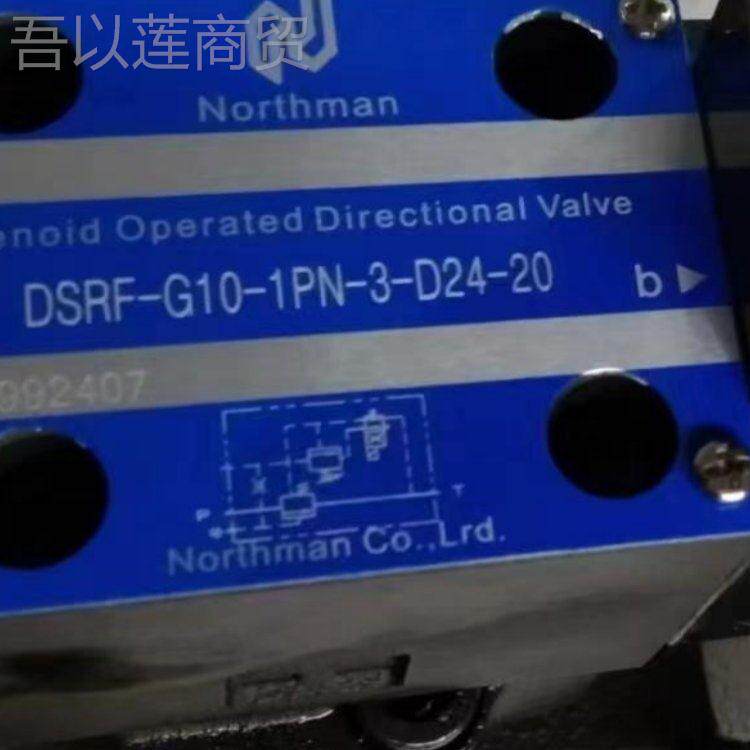 吾以莲商贸
Northman
enoid Operated Directional Valve
DSRF-G10-1PN-3-D24-20
b
992407
P
T
Northman Co.,Lrd.